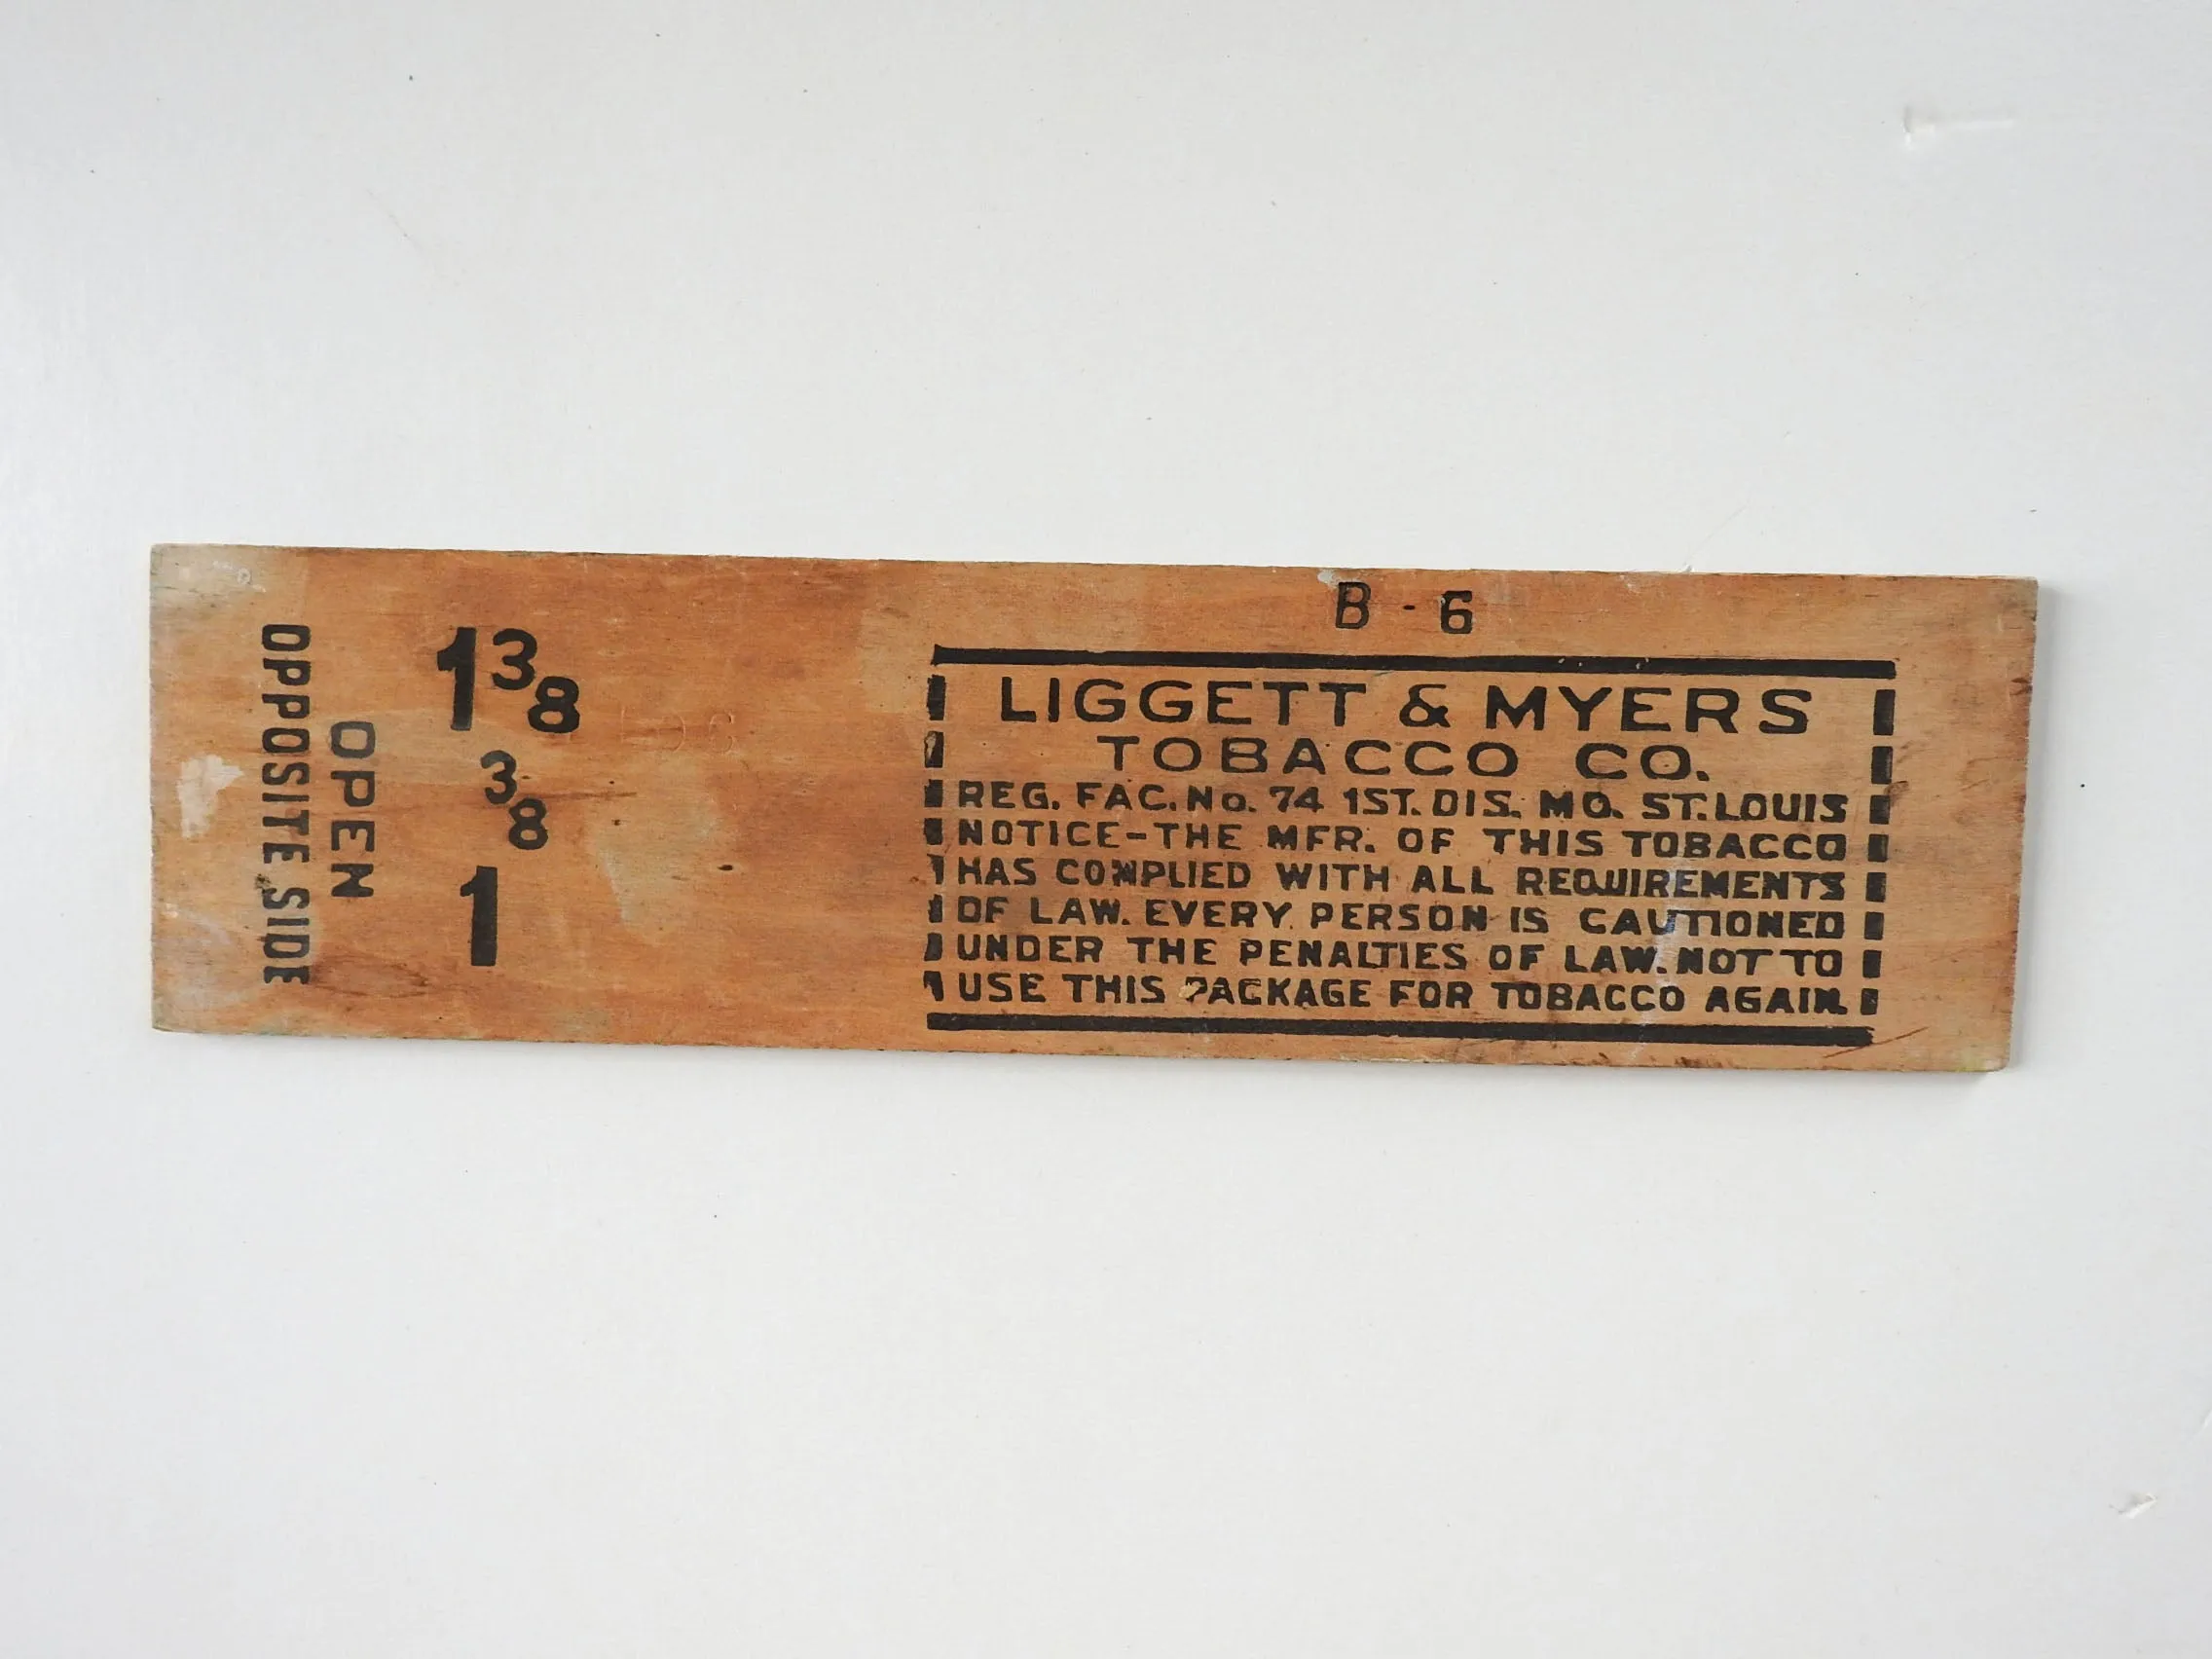 OPEN
OPPOSITE SIDE
1 3/8
3/8
1
B - 6
LIGGETT & MYERS
TOBACCO CO.
REG. FAC. No. 74 1ST. DIS. MO. ST. LOUIS
NOTICE-THE MFR. OF THIS TOBACCO
HAS COMPLIED WITH ALL REQUIREMENTS
OF LAW. EVERY PERSON IS CAUTIONED
UNDER THE PENALTIES OF LAW. NOT TO
USE THIS PACKAGE FOR TOBACCO AGAIN.